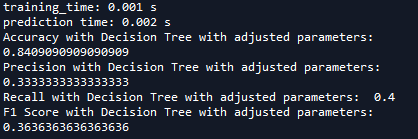 training_time: 0.001 s
prediction time: 0.002 s
Accuracy with Decision Tree with adjusted parameters:
0.8409090909090909
Precision with Decision Tree with adjusted parameters:
0.3333333333333333
Recall with Decision Tree with adjusted parameters:  0.4
F1 Score with Decision Tree with adjusted parameters:
0.3636363636363636